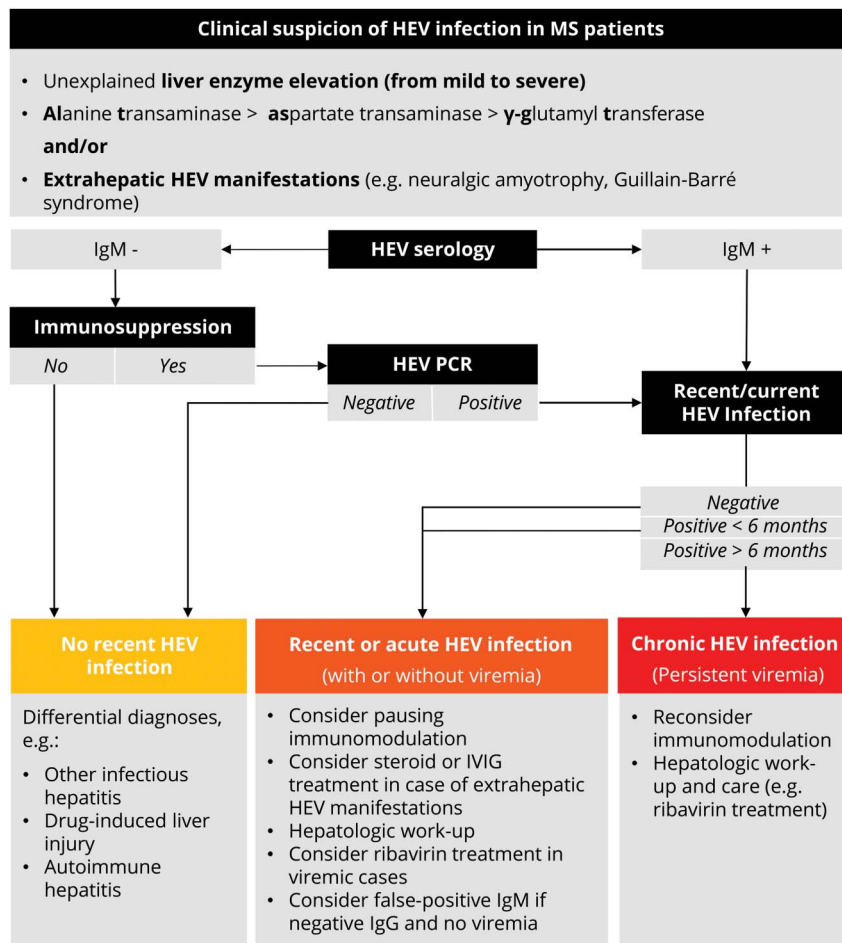 Clinical suspicion of HEV infection in MS patients
• Unexplained liver enzyme elevation (from mild to severe)
• Alanine transaminase > aspartate transaminase > γ-glutamyl transferase
and/or
• Extrahepatic HEV manifestations (e.g. neuralgic amyotrophy, Guillain-Barré
syndrome)
IgM -
HEV serology
IgM +
Immunosuppression
No
Yes
HEV PCR
Negative
Positive
Recent/current
HEV Infection
Negative
Positive < 6 months
Positive > 6 months
No recent HEV
infection
Differential diagnoses,
e.g.:
• Other infectious
hepatitis
• Drug-induced liver
injury
• Autoimmune
hepatitis
Recent or acute HEV infection
(with or without viremia)
• Consider pausing
immunomodulation
• Consider steroid or IVIG
treatment in case of extrahepatic
HEV manifestations
• Hepatologic work-up
• Consider ribavirin treatment in
viremic cases
• Consider false-positive IgM if
negative IgG and no viremia
Chronic HEV infection
(Persistent viremia)
• Reconsider
immunomodulation
• Hepatologic work-
up and care (e.g.
ribavirin treatment)